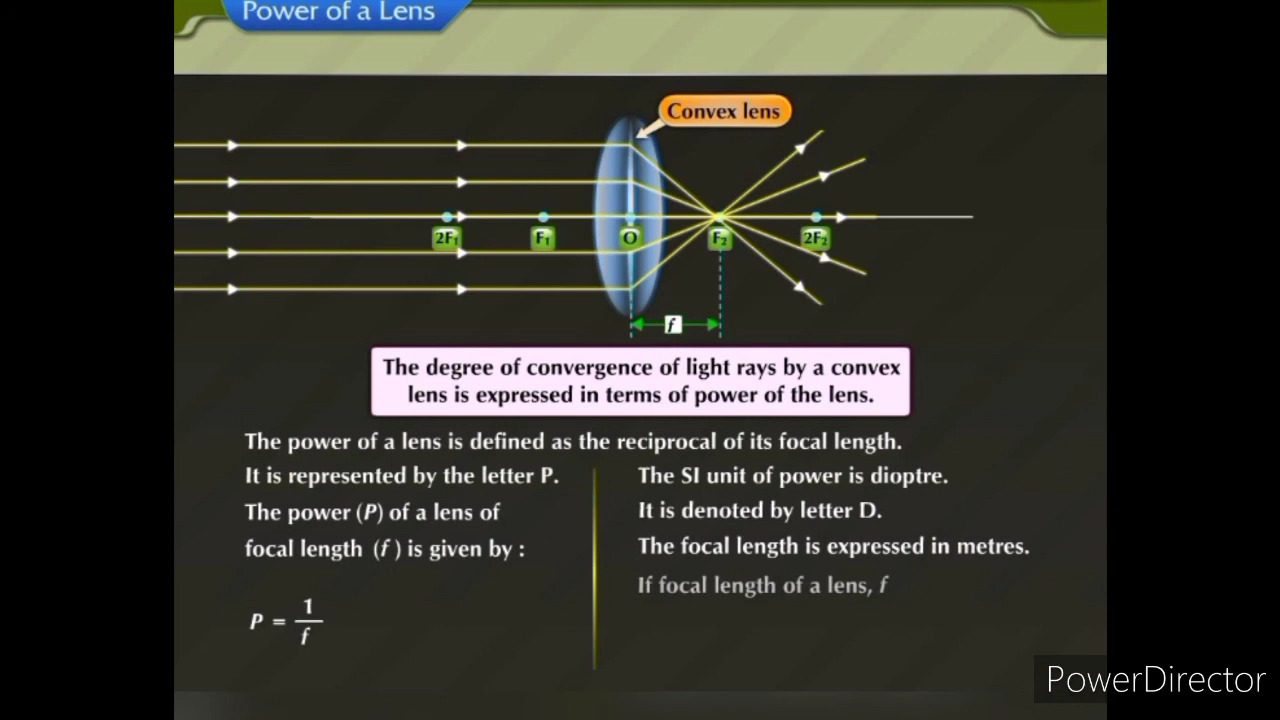 Power of a Lens
Convex lens
2F₁
F₁
O
F₂
2F₂
f
The degree of convergence of light rays by a convex
lens is expressed in terms of power of the lens.
The power of a lens is defined as the reciprocal of its focal length.
It is represented by the letter P.
The power (P) of a lens of
focal length (f) is given by :
P = 1/f
The SI unit of power is dioptre.
It is denoted by letter D.
The focal length is expressed in metres.
If focal length of a lens, f
PowerDirector